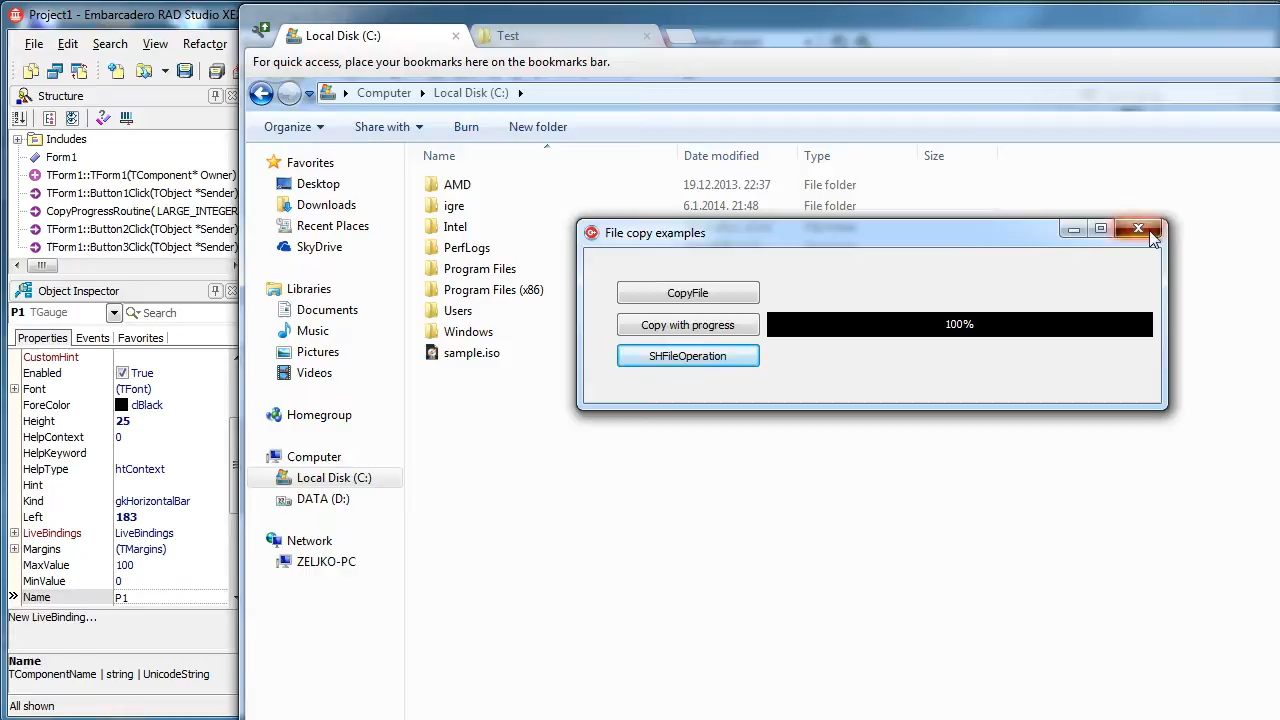 Project1 - Embarcadero RAD Studio XE
File Edit Search View Refactor
Structure
Includes
Form1
TForm1::TForm1(TComponent* Owner)
TForm1::Button1Click(TObject *Sender)
CopyProgressRoutine( LARGE_INTEGER
TForm1::Button2Click(TObject *Sender)
TForm1::Button3Click(TObject *Sender)
Object Inspector
P1 TGauge Search
Properties Events Favorites
CustomHint
Enabled True
Font (TFont)
ForeColor clBlack
Height 25
HelpContext 0
HelpKeyword
HelpType htContext
Hint
Kind gkHorizontalBar
Left 183
LiveBindings LiveBindings
Margins (TMargins)
MaxValue 100
MinValue 0
Name P1
New LiveBinding...
Name
TComponentName | string | UnicodeString
All shown
Local Disk (C:) Test
For quick access, place your bookmarks here on the bookmarks bar.
Computer Local Disk (C:)
Organize Share with Burn New folder
Favorites
Desktop
Downloads
Recent Places
SkyDrive
Libraries
Documents
Music
Pictures
Videos
Homegroup
Computer
Local Disk (C:)
DATA (D:)
Network
ZELJKO-PC
Name Date modified Type Size
AMD 19.12.2013. 22:37 File folder
igre 6.1.2014. 21:48 File folder
Intel
PerfLogs
Program Files
Program Files (x86)
Users
Windows
sample.iso
File copy examples
CopyFile
Copy with progress 100%
SHFileOperation